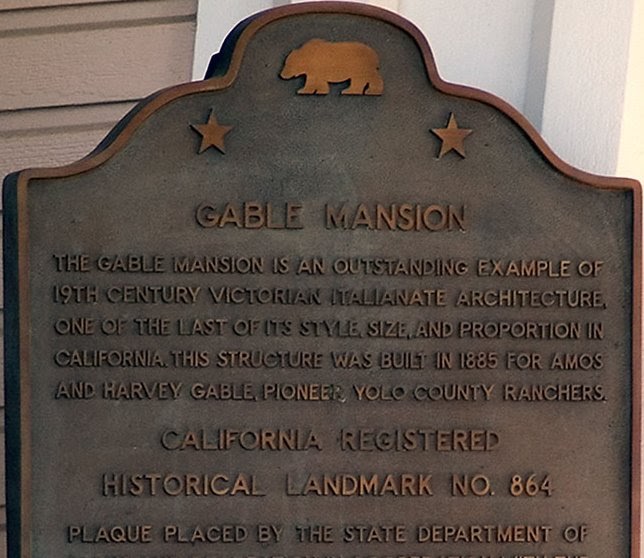 GABLE MANSION
THE GABLE MANSION IS AN OUTSTANDING EXAMPLE OF
19TH CENTURY VICTORIAN ITALIANATE ARCHITECTURE,
ONE OF THE LAST OF ITS STYLE, SIZE, AND PROPORTION IN
CALIFORNIA. THIS STRUCTURE WAS BUILT IN 1885 FOR AMOS
AND HARVEY GABLE, PIONEER, YOLO COUNTY RANCHERS.
CALIFORNIA REGISTERED
HISTORICAL LANDMARK NO. 864
PLAQUE PLACED BY THE STATE DEPARTMENT OF
WITH THE